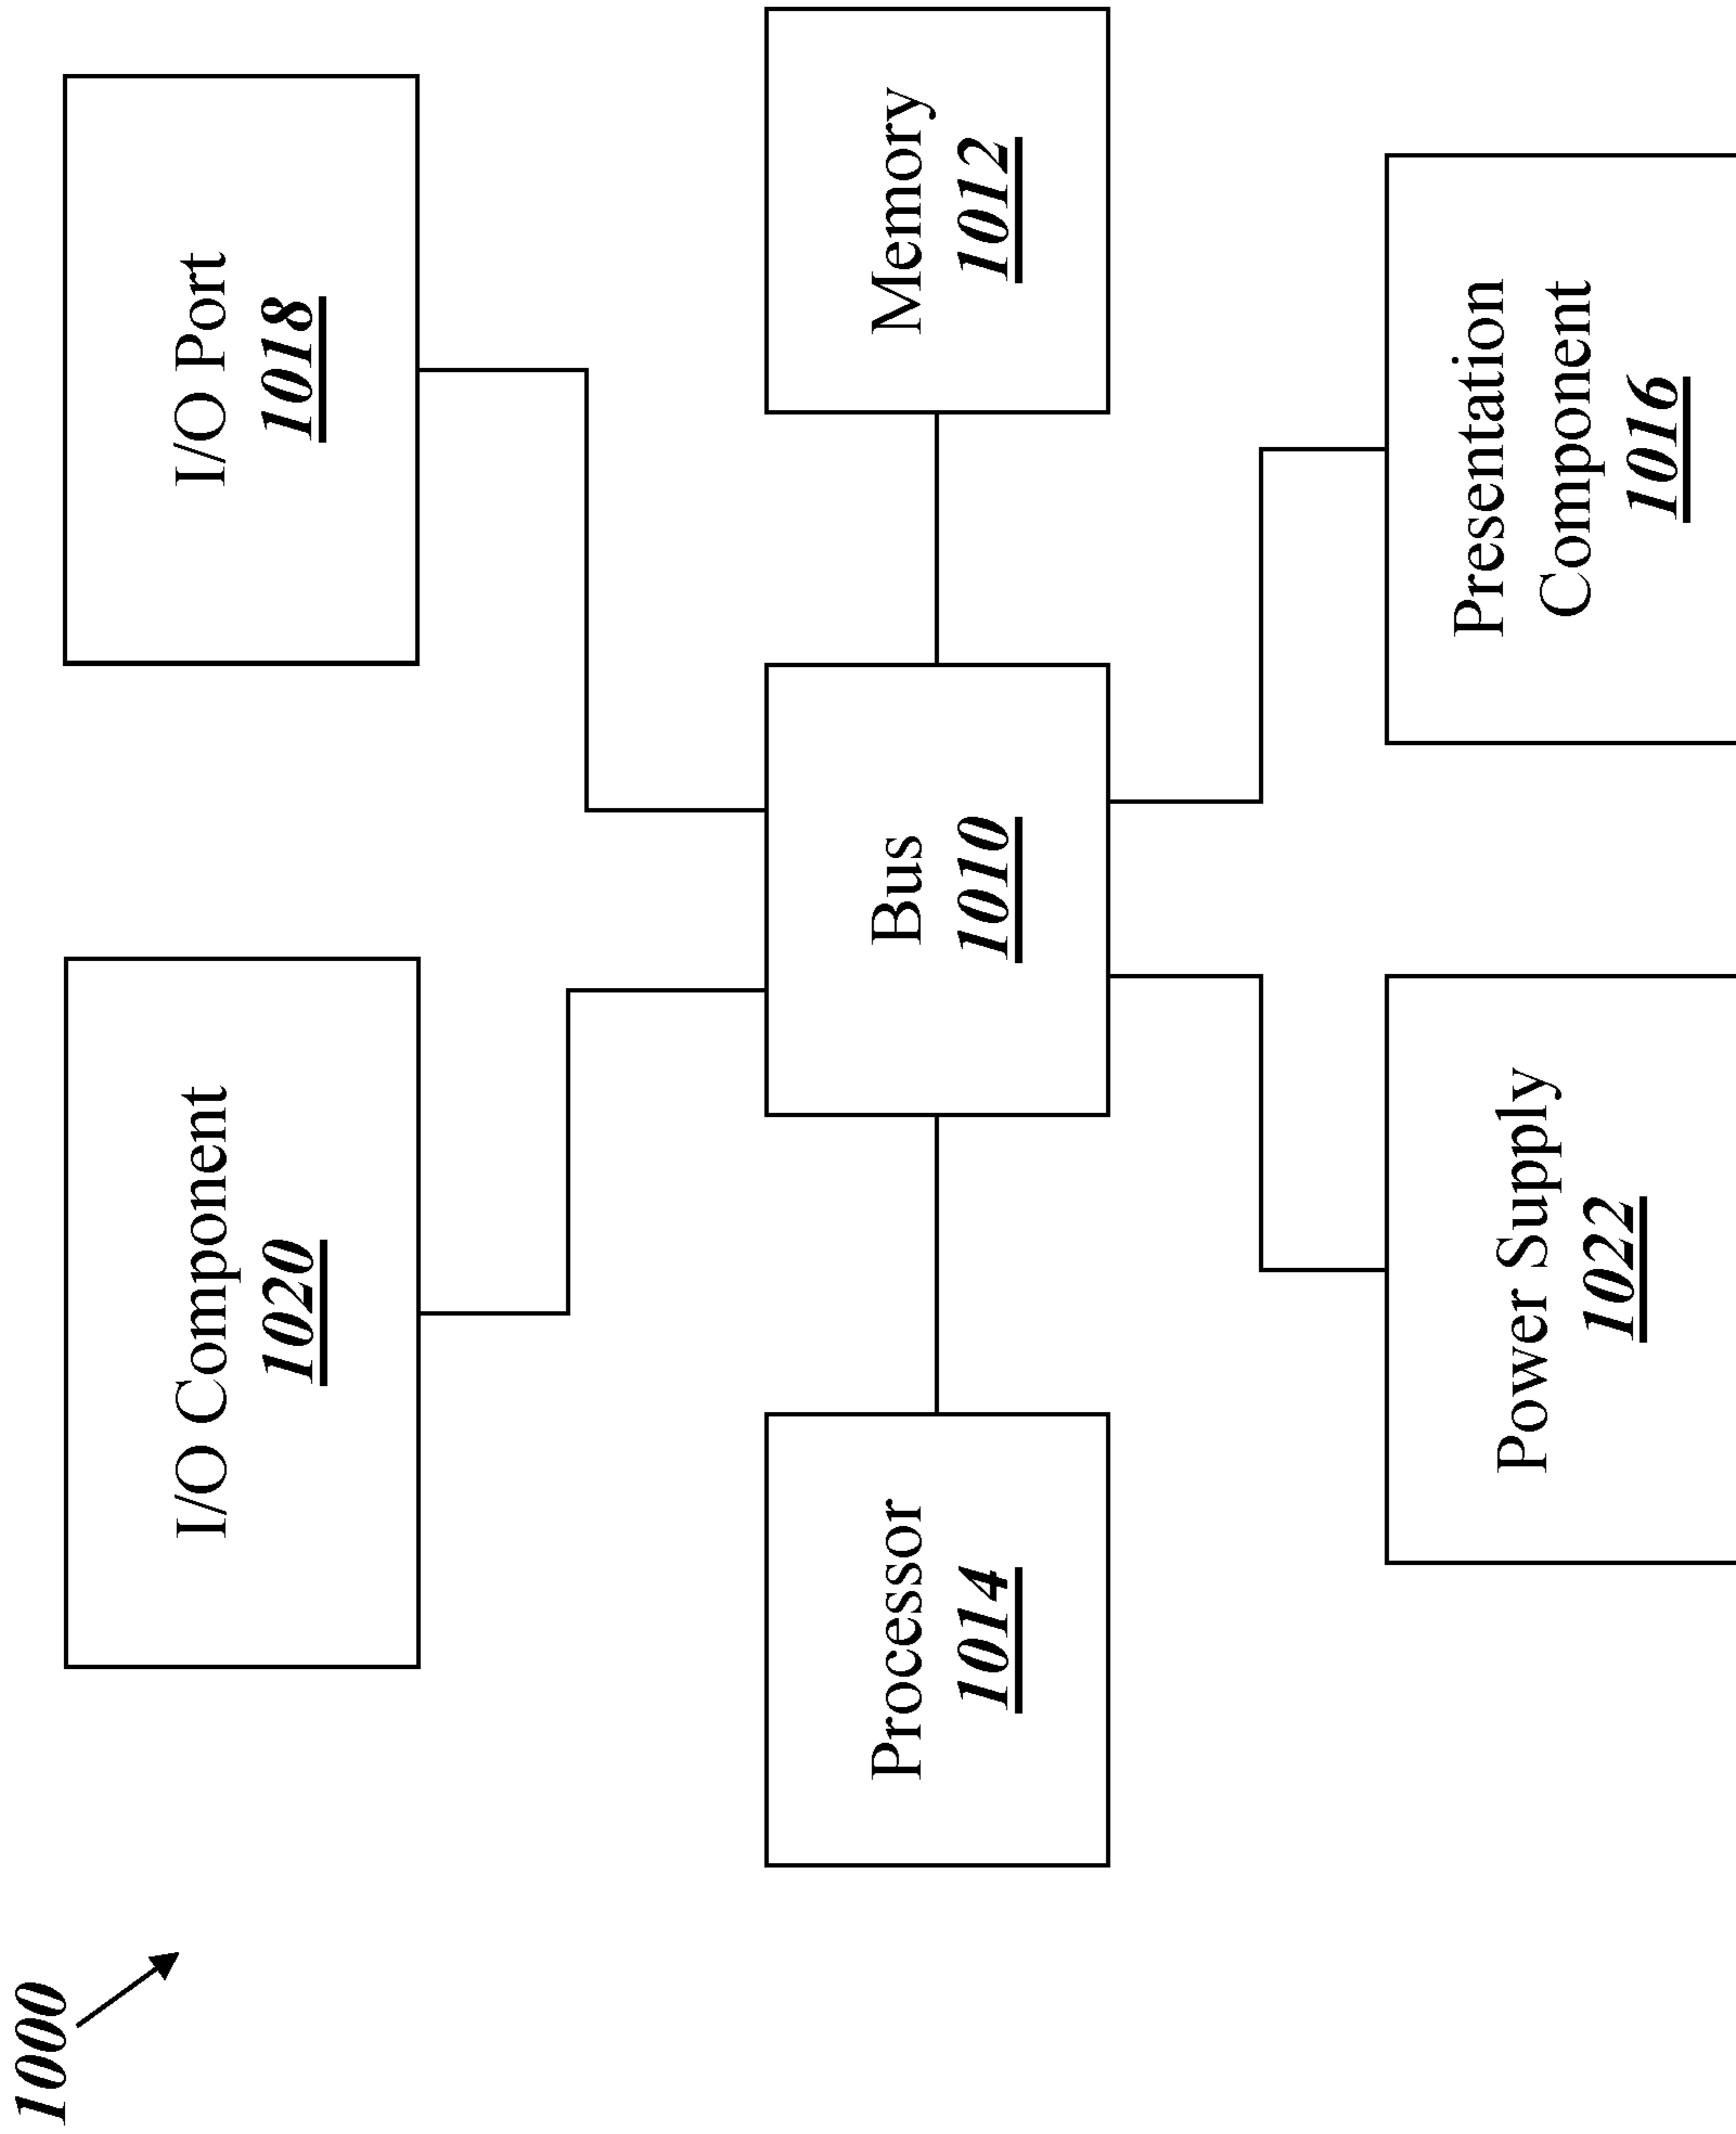 1000
I/O Component
1020
I/O Port
1018
Processor
1014
Bus
1010
Memory
1012
Power Supply
1022
Presentation
Component
1016